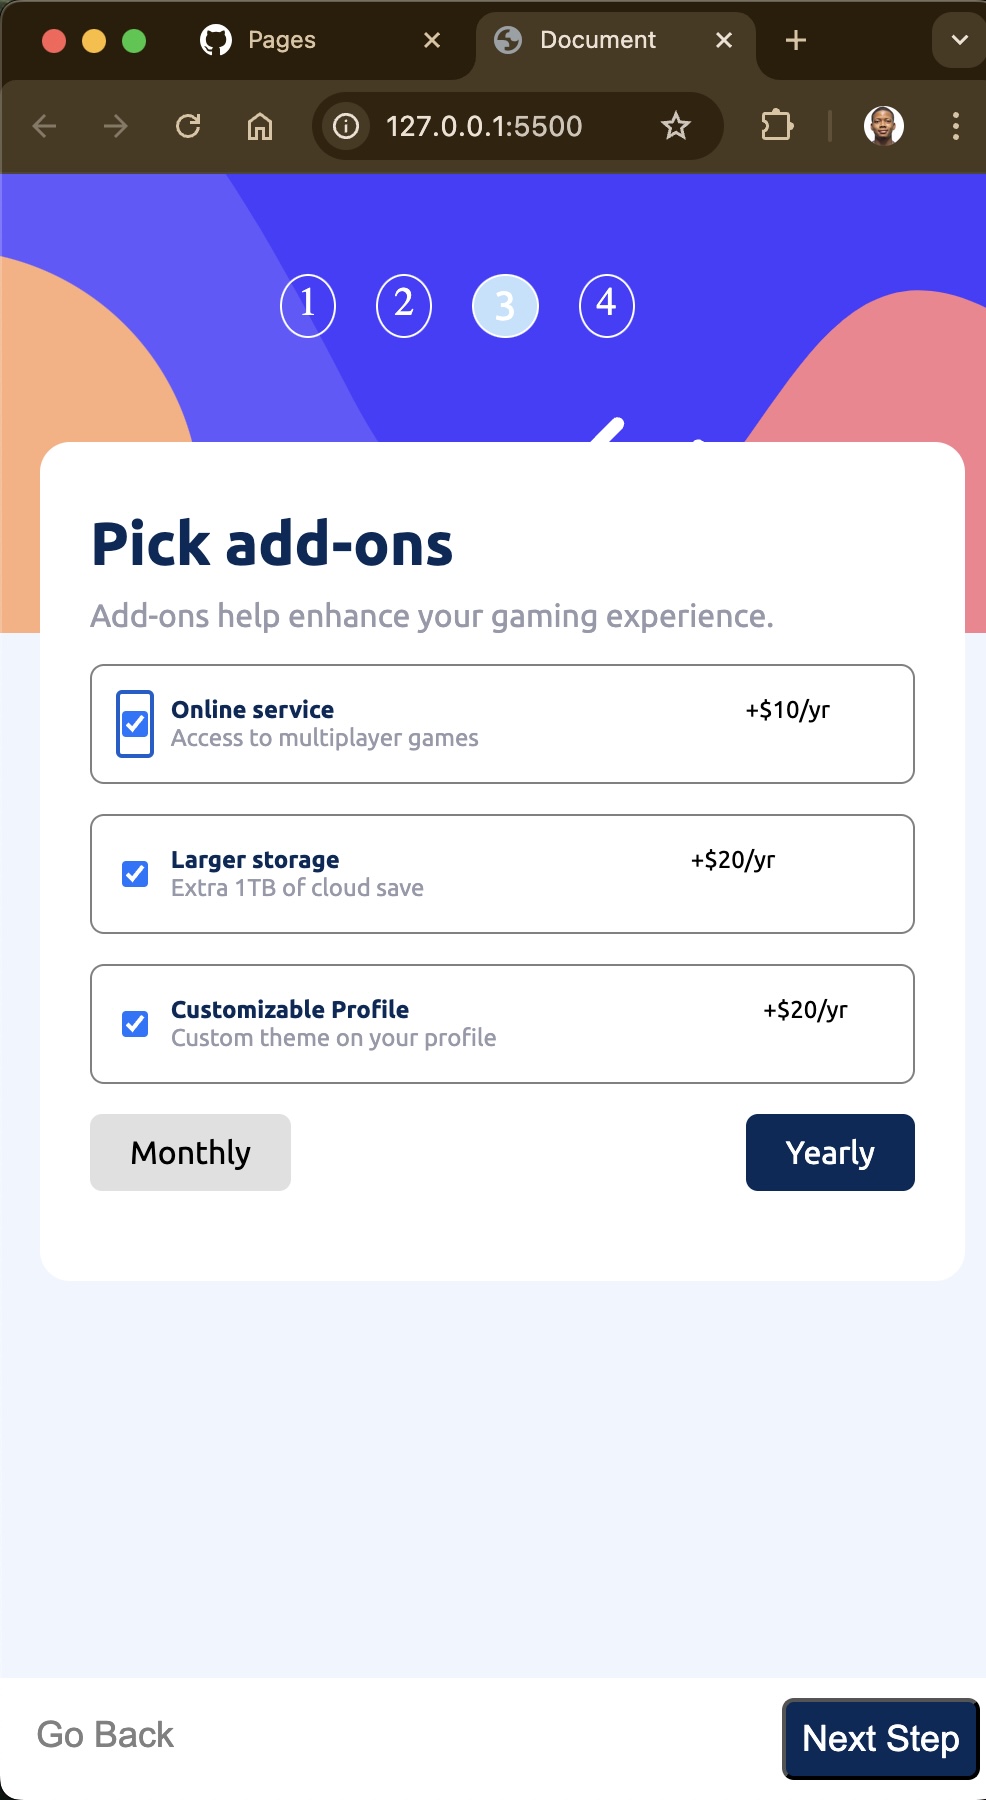 Pages
Document
127.0.0.1:5500
1 2 3 4
Pick add-ons
Add-ons help enhance your gaming experience.
Online service +$10/yr
Access to multiplayer games
Larger storage +$20/yr
Extra 1TB of cloud save
Customizable Profile +$20/yr
Custom theme on your profile
Monthly Yearly
Go Back Next Step